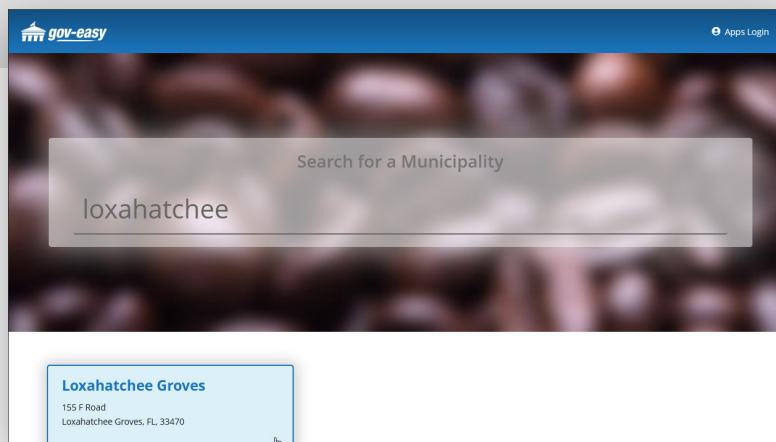 gov-easy
Apps Login
Search for a Municipality
loxahatchee
Loxahatchee Groves
155 F Road
Loxahatchee Groves, FL, 33470